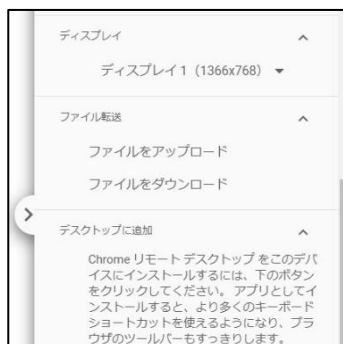 ディスプレイ
ディスプレイ 1（1366x768）
ファイル転送
ファイルをアップロード
ファイルをダウンロード
デスクトップに追加
Chrome リモート デスクトップ をこのデバ
イスにインストールするには、下のボタン
をクリックしてください。 アプリとしてイ
ンストールすると、より多くのキーボード
ショートカットを使えるようになり、ブラ
ウザのツールバーもすっきりします。